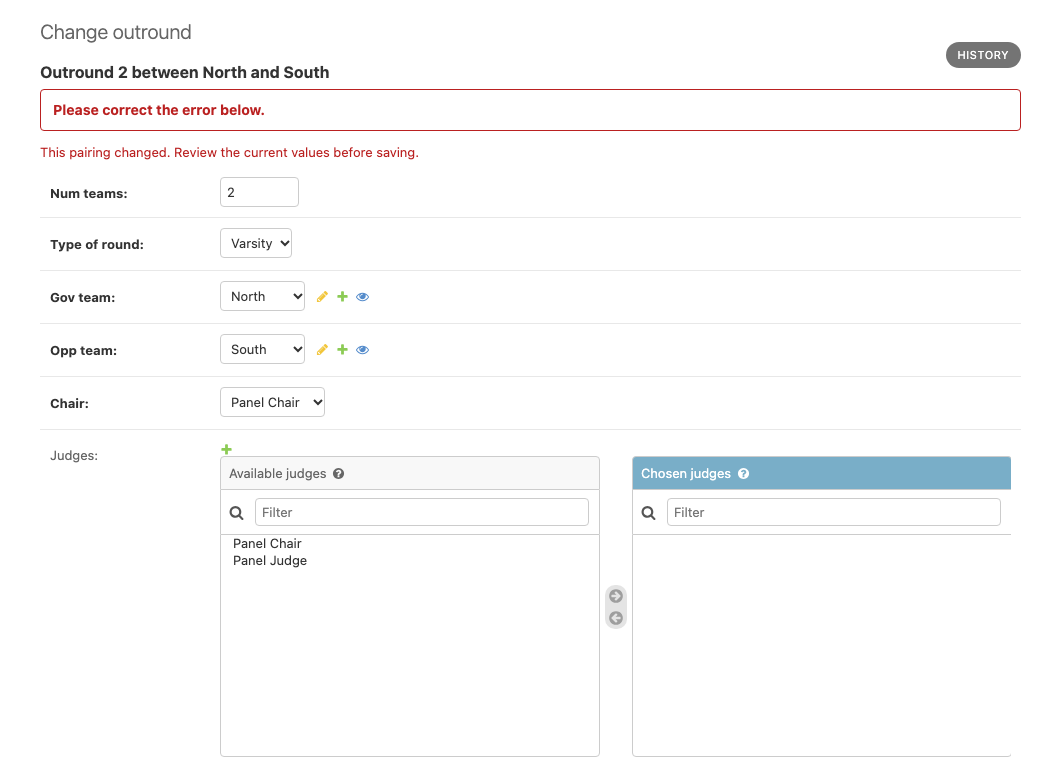 Change outround
HISTORY
Outround 2 between North and South
Please correct the error below.
This pairing changed. Review the current values before saving.
Num teams: 2
Type of round: Varsity
Gov team: North
Opp team: South
Chair: Panel Chair
Judges:
Available judges
Filter
Panel Chair
Panel Judge
Chosen judges
Filter